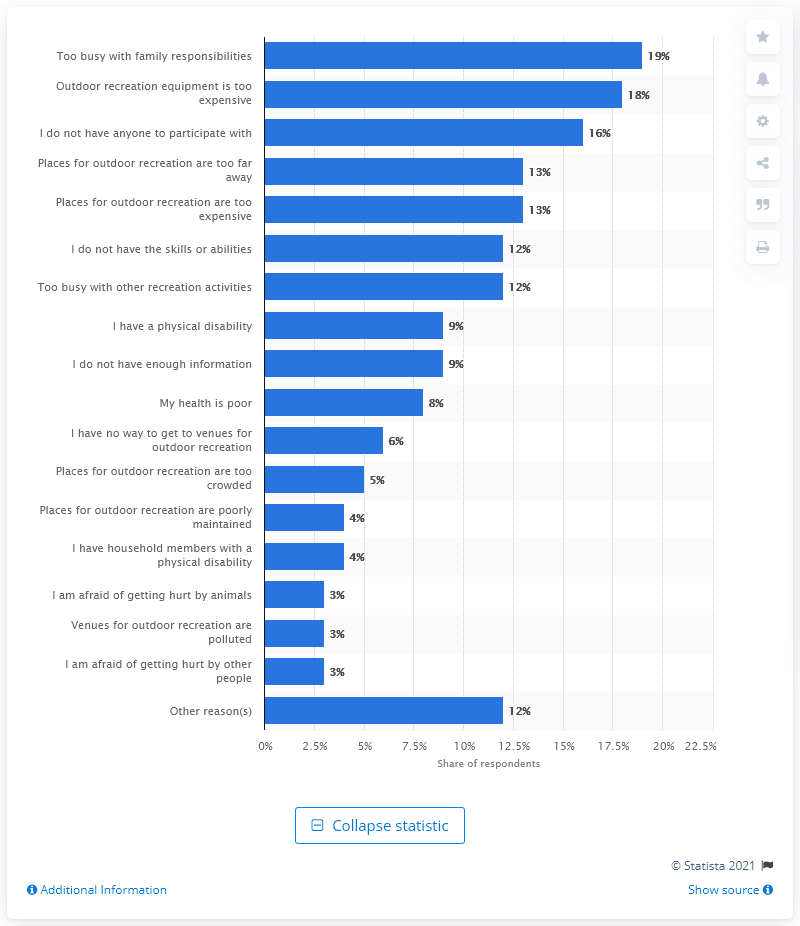 Too busy with family responsibilities
19%
Outdoor recreation equipment is too
expensive
18%
I do not have anyone to participate with
16%
Places for outdoor recreation are too far
away
13%
Places for outdoor recreation are too
expensive
13%
I do not have the skills or abilities
12%
Too busy with other recreation activities
12%
I have a physical disability
9%
I do not have enough information
9%
My health is poor
8%
I have no way to get to venues for
outdoor recreation
6%
Places for outdoor recreation are too
crowded
5%
Places for outdoor recreation are poorly
maintained
4%
I have household members with a
physical disability
4%
I am afraid of getting hurt by animals
3%
Venues for outdoor recreation are
polluted
3%
I am afraid of getting hurt by other
people
3%
Other reason(s)
12%
0% 2.5% 5% 7.5% 10% 12.5% 15% 17.5% 20% 22.5%
Share of respondents
Collapse statistic
© Statista 2021
Additional Information
Show source